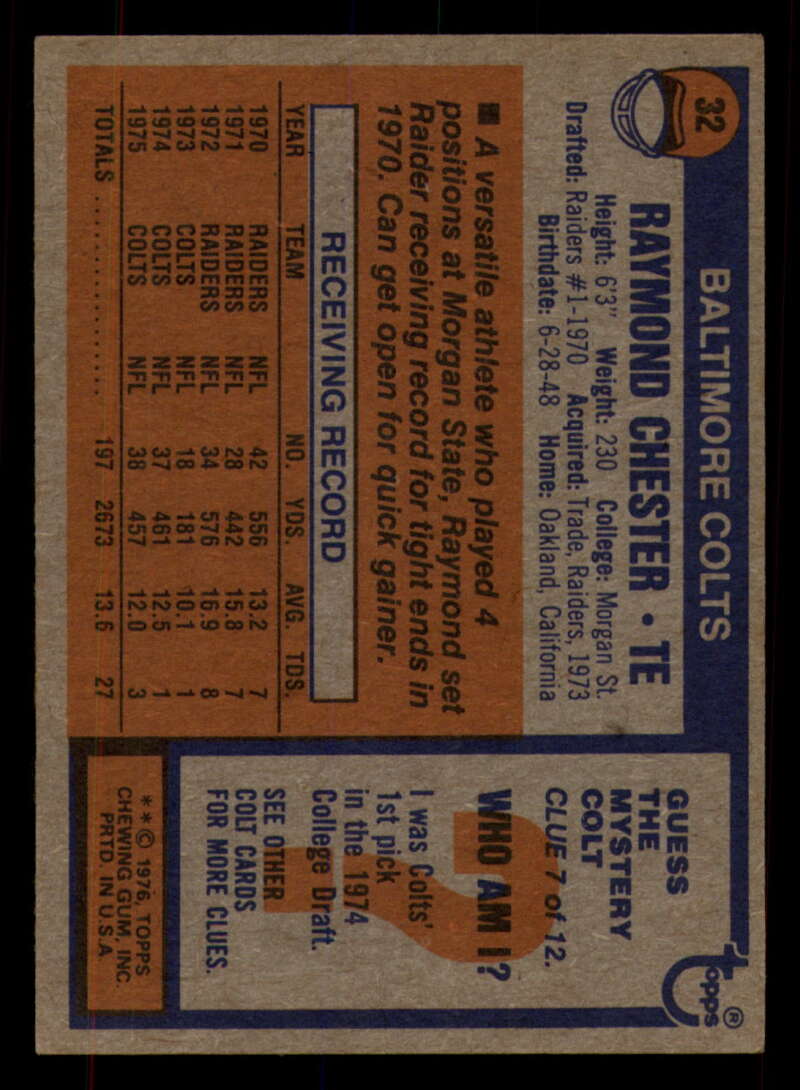 32
BALTIMORE COLTS
RAYMOND CHESTER • TE
Height: 6'3" Weight: 230 College: Morgan St.
Drafted: Raiders #1-1970 Acquired: Trade, Raiders, 1973
Birthdate: 6-28-48 Home: Oakland, California
■ A versatile athlete who played 4
positions at Morgan State, Raymond set
Raider receiving record for tight ends in
1970. Can get open for quick gainer.
RECEIVING RECORD
YEAR TEAM NO. YDS. AVG. TDS.
1970 RAIDERS NFL 42 556 13.2 7
1971 RAIDERS NFL 28 442 15.8 7
1972 RAIDERS NFL 34 576 16.9 8
1973 COLTS NFL 18 181 10.1 1
1974 COLTS NFL 37 461 12.5 1
1975 COLTS NFL 38 457 12.0 3
TOTALS .................... 197 2673 13.6 27
topps®
GUESS
THE
MYSTERY
COLT
CLUE 7 of 12.
WHO AM I?
I was Colts'
1st pick
in the 1974
College Draft.
SEE OTHER
COLT CARDS
FOR MORE CLUES.
**© 1976, TOPPS
CHEWING GUM, INC.
PRTD. IN U.S.A